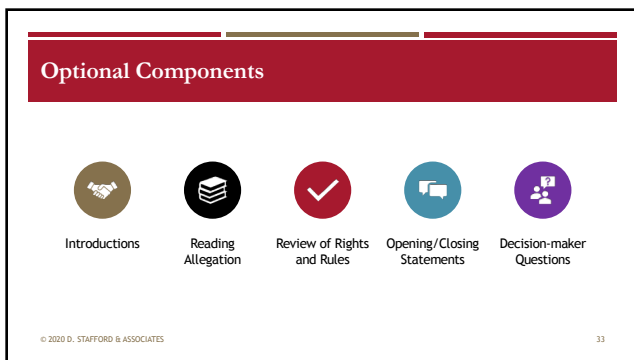 Optional Components
Introductions
Reading
Allegation
Review of Rights
and Rules
Opening/Closing
Statements
Decision-maker
Questions
© 2020 D. STAFFORD & ASSOCIATES
33